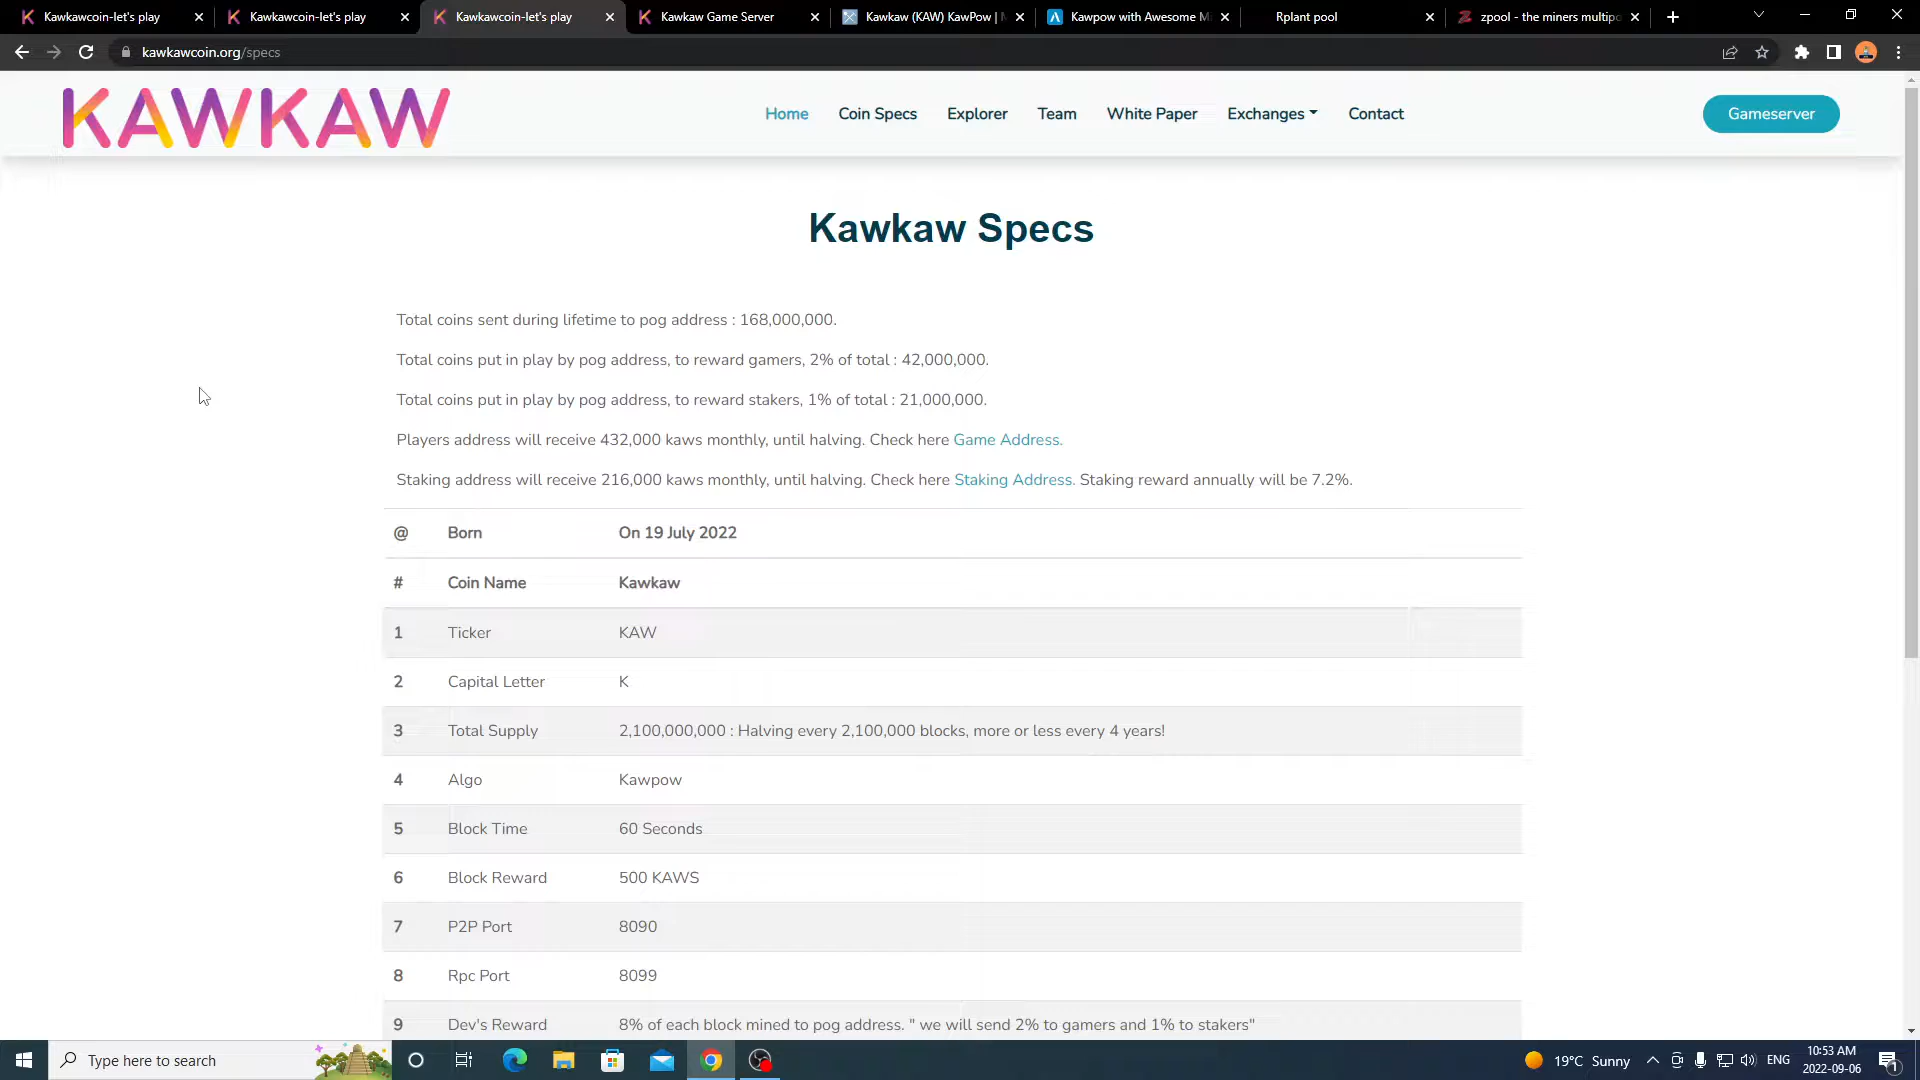 Kawkawcoin-let's play
Kawkawcoin-let's play
Kawkawcoin-let's play
Kawkaw Game Server
Kawkaw (KAW) KawPow |
Kawpow with Awesome M
Rplant pool
zpool - the miners multipo
kawkawcoin.org/specs
KAWKAW
Home
Coin Specs
Explorer
Team
White Paper
Exchanges
Contact
Gameserver
Kawkaw Specs
Total coins sent during lifetime to pog address : 168,000,000.
Total coins put in play by pog address, to reward gamers, 2% of total : 42,000,000.
Total coins put in play by pog address, to reward stakers, 1% of total : 21,000,000.
Players address will receive 432,000 kaws monthly, until halving. Check here Game Address.
Staking address will receive 216,000 kaws monthly, until halving. Check here Staking Address. Staking reward annually will be 7.2%.
@ Born On 19 July 2022
# Coin Name Kawkaw
1 Ticker KAW
2 Capital Letter K
3 Total Supply 2,100,000,000 : Halving every 2,100,000 blocks, more or less every 4 years!
4 Algo Kawpow
5 Block Time 60 Seconds
6 Block Reward 500 KAWS
7 P2P Port 8090
8 Rpc Port 8099
9 Dev's Reward 8% of each block mined to pog address. " we will send 2% to gamers and 1% to stakers"
Type here to search
19°C Sunny
ENG
10:53 AM
2022-09-06
1